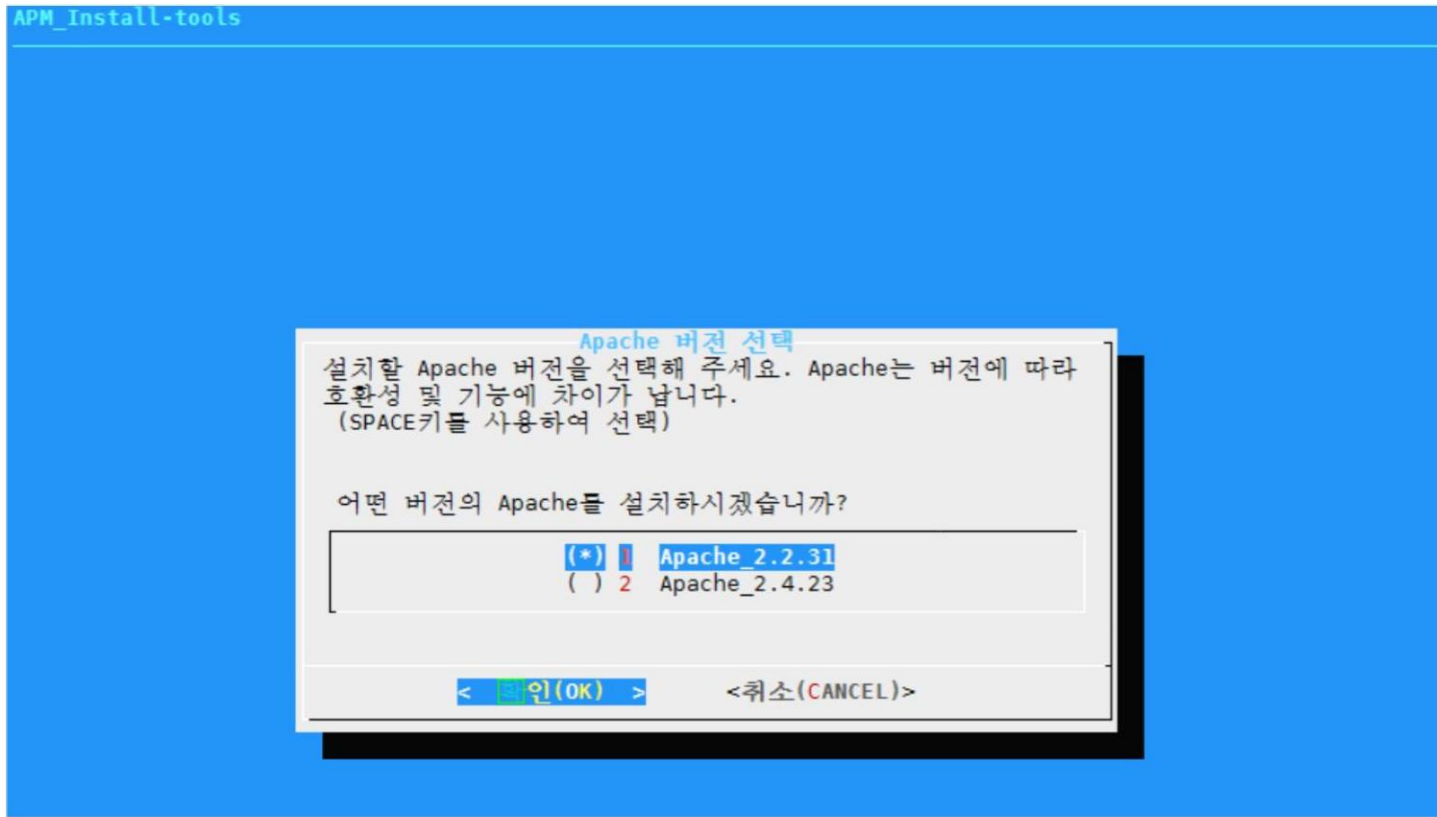 APM_Install-tools
Apache 버전 선택
설치할 Apache 버전을 선택해 주세요. Apache는 버전에 따라
호환성 및 기능에 차이가 납니다.
(SPACE키를 사용하여 선택)
어떤 버전의 Apache를 설치하시겠습니까?
(*) 1 Apache_2.2.31
( ) 2 Apache_2.4.23
< 확인(OK) > <취소(CANCEL)>